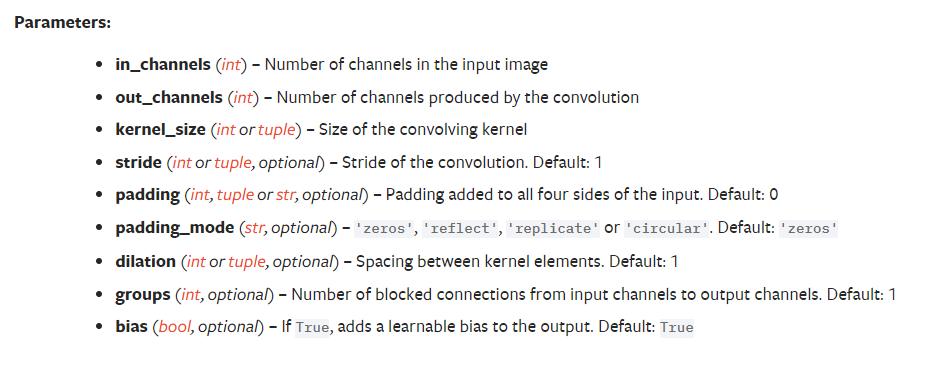 Parameters:
• in_channels (int) – Number of channels in the input image
• out_channels (int) – Number of channels produced by the convolution
• kernel_size (int or tuple) – Size of the convolving kernel
• stride (int or tuple, optional) – Stride of the convolution. Default: 1
• padding (int, tuple or str, optional) – Padding added to all four sides of the input. Default: 0
• padding_mode (str, optional) – 'zeros', 'reflect', 'replicate' or 'circular'. Default: 'zeros'
• dilation (int or tuple, optional) – Spacing between kernel elements. Default: 1
• groups (int, optional) – Number of blocked connections from input channels to output channels. Default: 1
• bias (bool, optional) – If True, adds a learnable bias to the output. Default: True